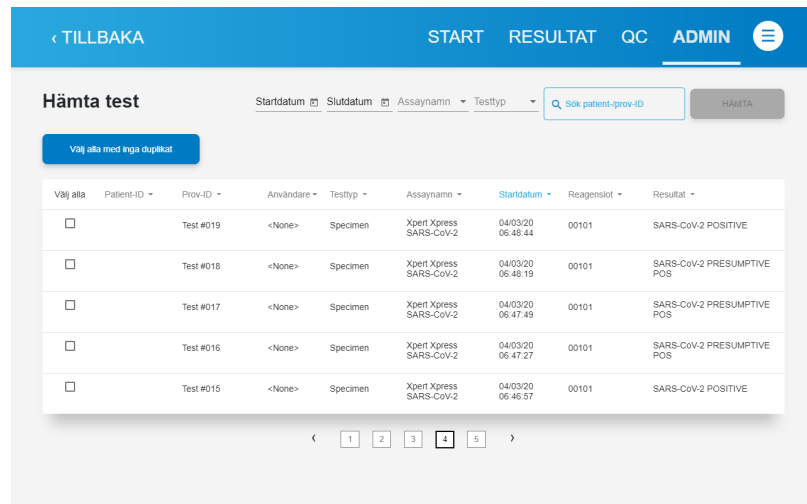 ‹ TILLBAKA START RESULTAT QC ADMIN
Hämta test Startdatum Slutdatum Assaynamn Testtyp Sök patient-/prov-ID HÄMTA
Välj alla med inga duplikat
Välj alla Patient-ID Prov-ID Användare Testtyp Assaynamn Startdatum Reagenslot Resultat
Test #019 <None> Specimen Xpert Xpress SARS-CoV-2 04/03/20 06:48:44 00101 SARS-CoV-2 POSITIVE
Test #018 <None> Specimen Xpert Xpress SARS-CoV-2 04/03/20 06:48:19 00101 SARS-CoV-2 PRESUMPTIVE POS
Test #017 <None> Specimen Xpert Xpress SARS-CoV-2 04/03/20 06:47:49 00101 SARS-CoV-2 PRESUMPTIVE POS
Test #016 <None> Specimen Xpert Xpress SARS-CoV-2 04/03/20 06:47:27 00101 SARS-CoV-2 PRESUMPTIVE POS
Test #015 <None> Specimen Xpert Xpress SARS-CoV-2 04/03/20 06:46:57 00101 SARS-CoV-2 POSITIVE
‹ 1 2 3 4 5 ›